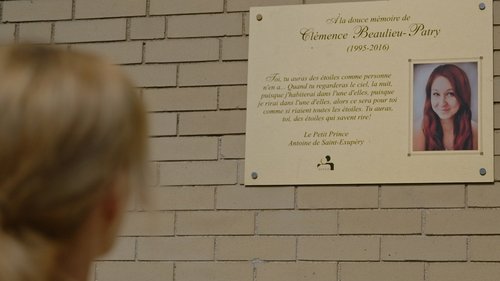 À la douce mémoire de
Clémence Beaulieu-Patry
(1995-2016)
Toi, tu auras des étoiles comme personne
n'en a... Quand tu regarderas le ciel, la nuit,
puisque j'habiterai dans l'une d'elles, puisque
je rirai dans l'une d'elles, alors ce sera pour toi
comme si riaient toutes les étoiles. Tu auras,
toi, des étoiles qui savent rire!
Le Petit Prince
Antoine de Saint-Exupéry